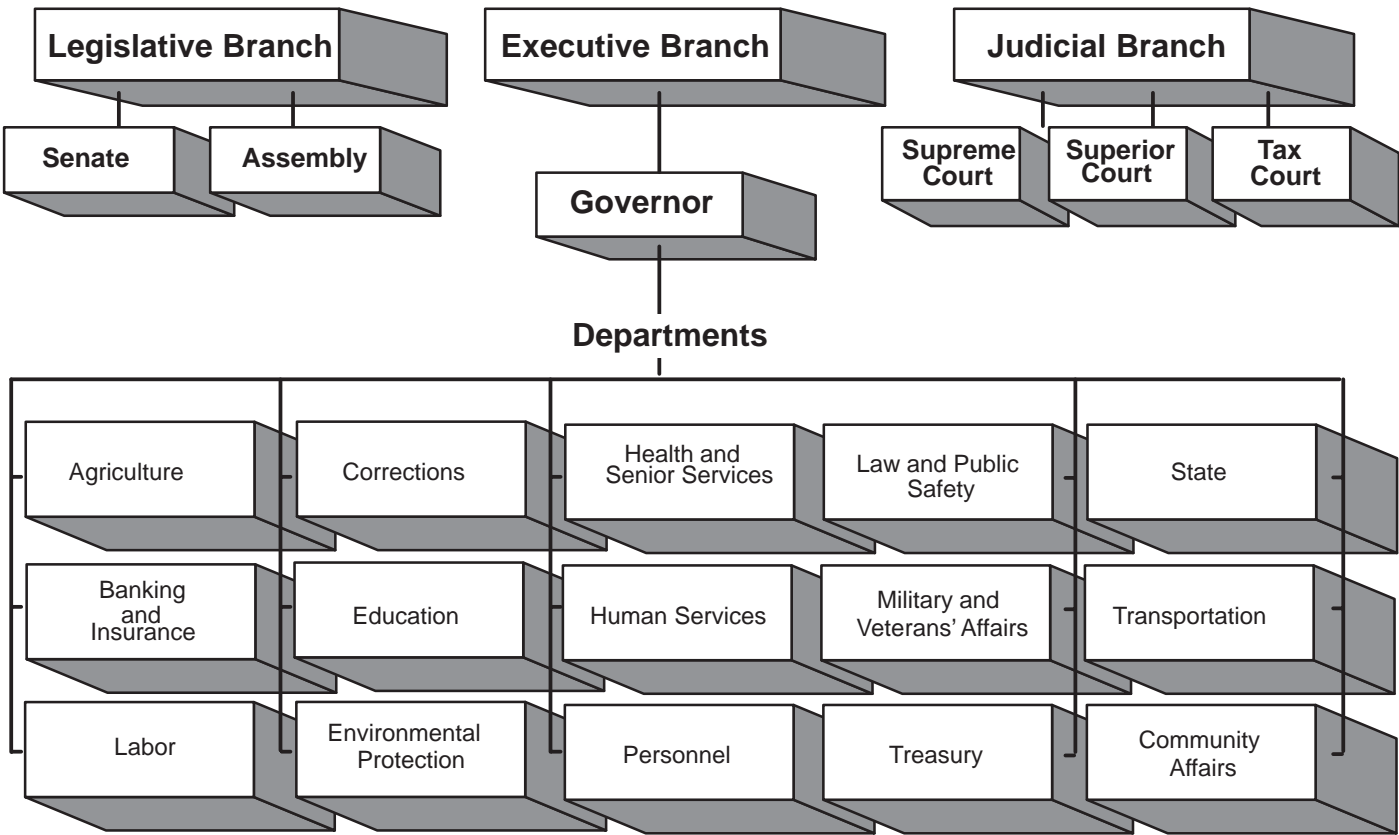 Legislative Branch
Executive Branch
Judicial Branch
Senate
Assembly
Governor
Supreme
Court
Superior
Court
Tax
Court
Departments
Agriculture
Corrections
Health and
Senior Services
Law and Public
Safety
State
Banking
and
Insurance
Education
Human Services
Military and
Veterans’ Affairs
Transportation
Labor
Environmental
Protection
Personnel
Treasury
Community
Affairs